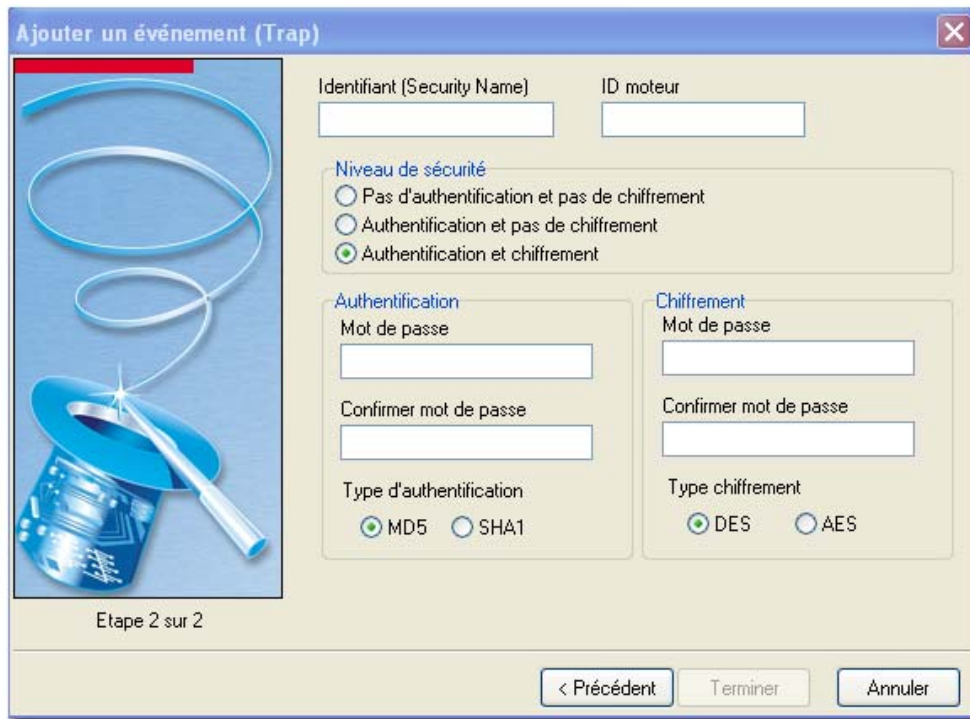 Ajouter un événement (Trap)
Identifiant (Security Name) ID moteur
Niveau de sécurité
Pas d'authentification et pas de chiffrement
Authentification et pas de chiffrement
Authentification et chiffrement
Authentification
Mot de passe
Confirmer mot de passe
Type d'authentification
MD5 SHA1
Chiffrement
Mot de passe
Confirmer mot de passe
Type chiffrement
DES AES
Etape 2 sur 2
< Précédent Terminer Annuler